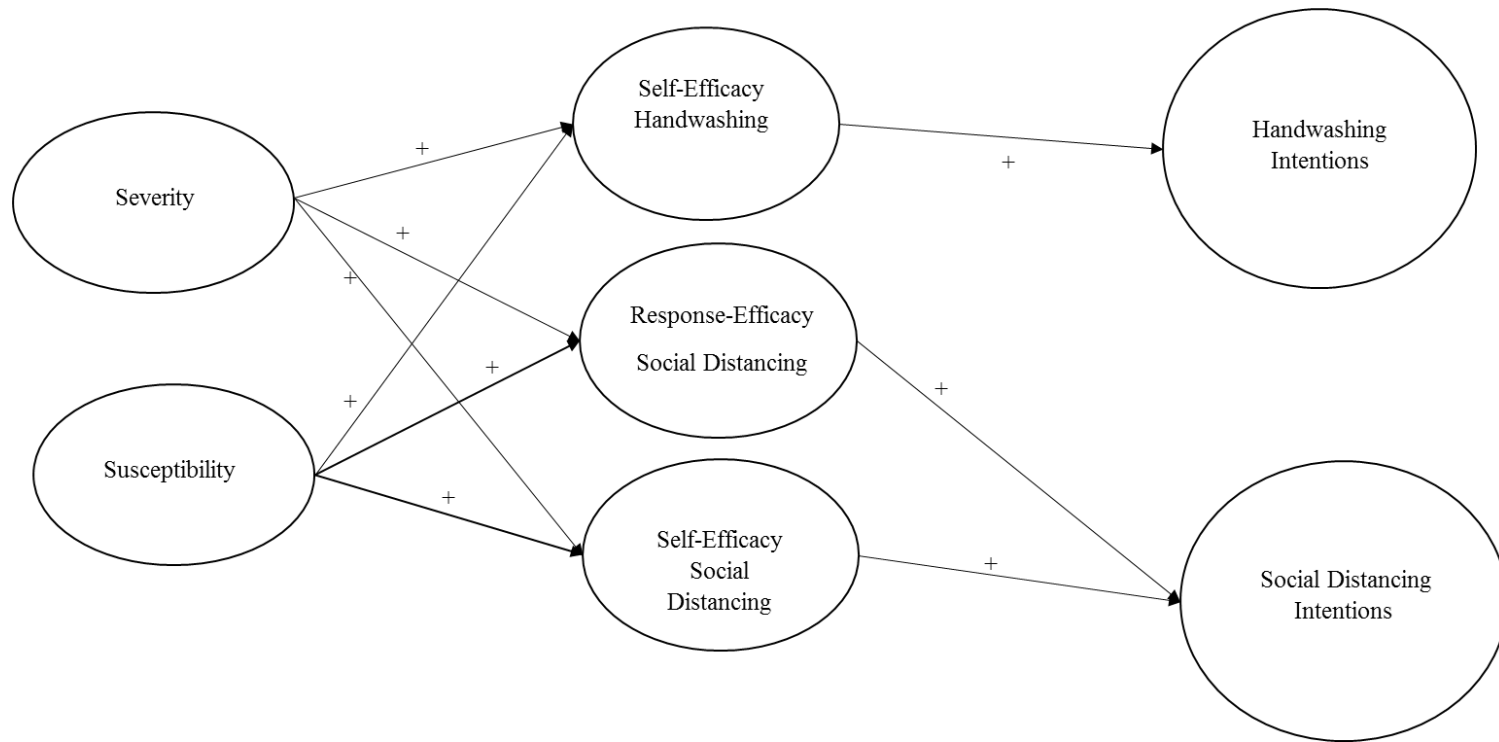 Severity
Susceptibility
+
+
+
+
+
+
Self-Efficacy
Handwashing
Response-Efficacy
Social Distancing
Self-Efficacy
Social
Distancing
+
+
+
Handwashing
Intentions
Social Distancing
Intentions